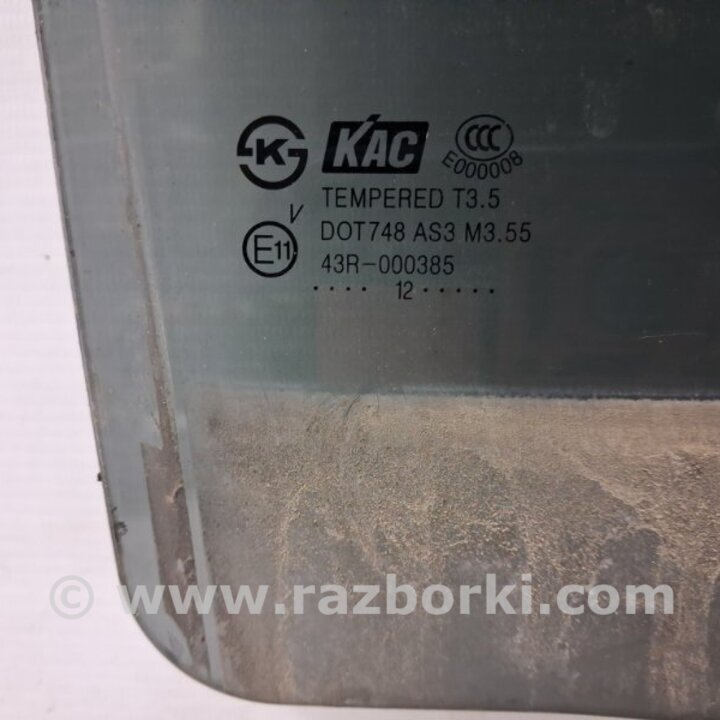 K KAC CCC
E000008
TEMPERED T3.5
V DOT748 AS3 M3.55
E11 43R-000385
···· 12 ·····
© www.razborki.com